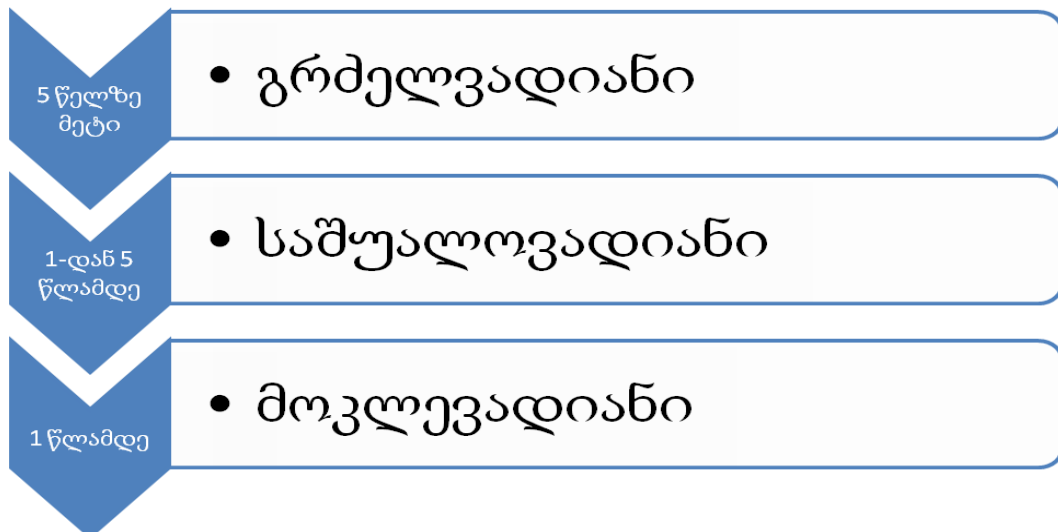 5 წელზე
მეტი
• გრძელვადიანი
1-დან 5
წლამდე
• საშუალოვადიანი
1 წლამდე
• მოკლევადიანი